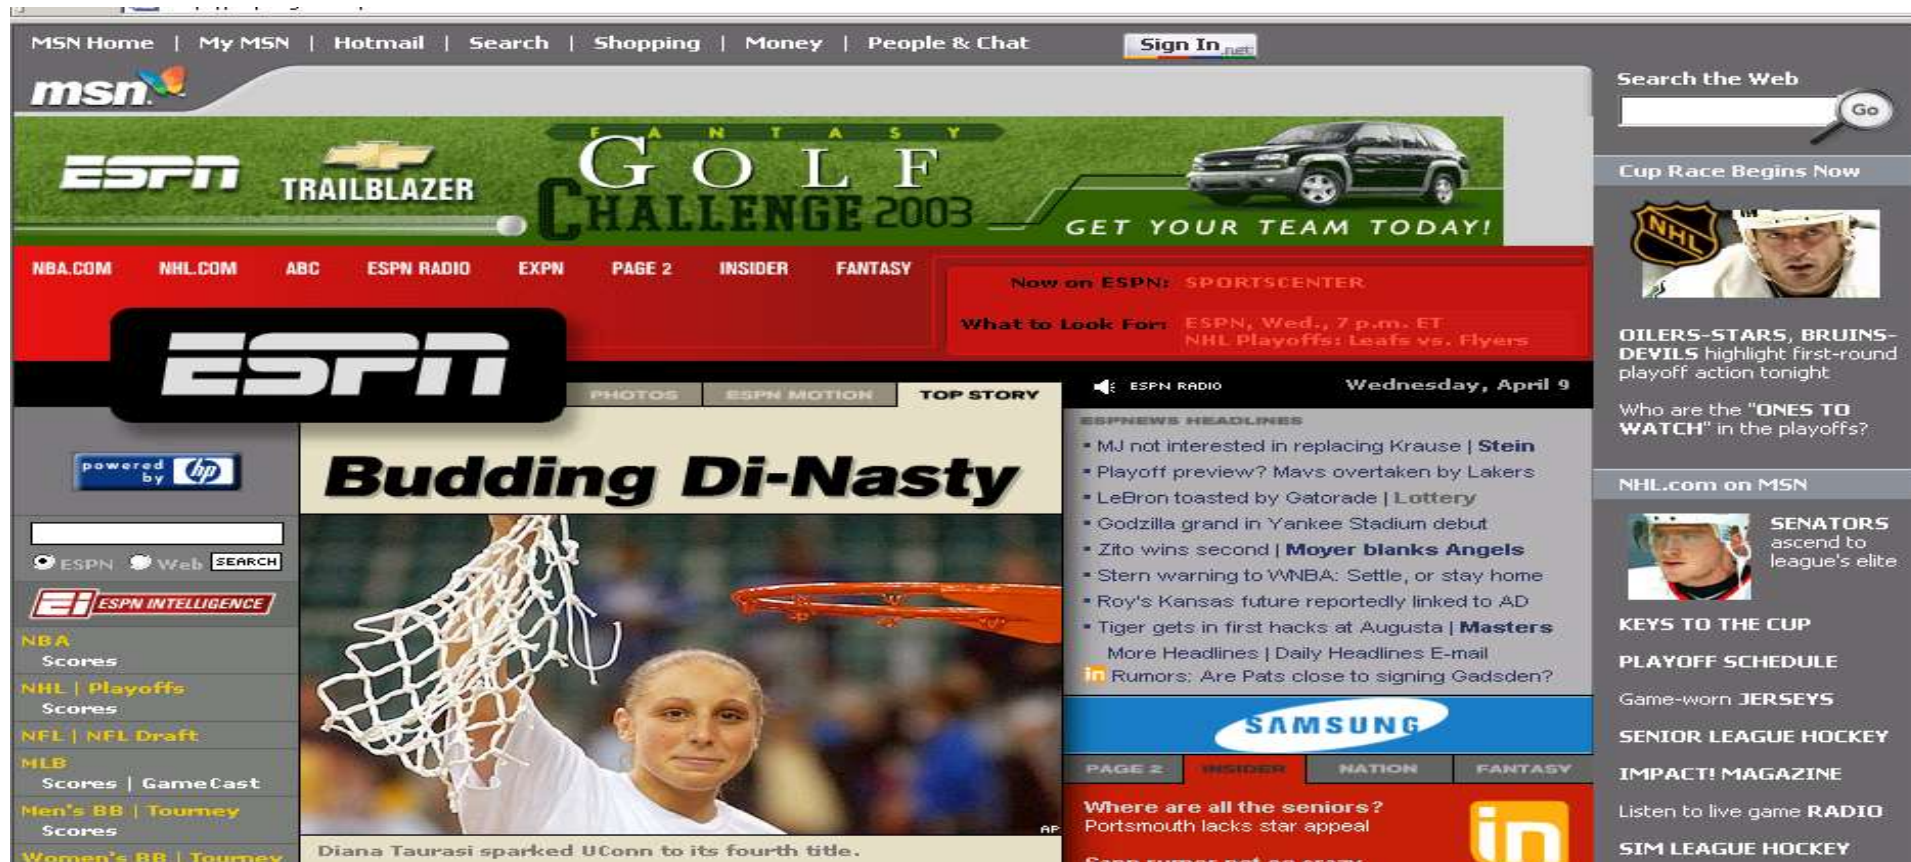 MSN Home | My MSN | Hotmail | Search | Shopping | Money | People & Chat
Sign In .net
msn
ESPN
TRAILBLAZER
FANTASY
GOLF
CHALLENGE 2003
GET YOUR TEAM TODAY!
NBA.COM NHL.COM ABC ESPN RADIO EXPN PAGE 2 INSIDER FANTASY
Now on ESPN: SPORTSCENTER
What to Look For: ESPN, Wed., 7 p.m. ET
NHL Playoffs: Leafs vs. Flyers
ESPN
PHOTOS ESPN MOTION TOP STORY
powered
by hp
ESPN Web SEARCH
ESPN INTELLIGENCE
NBA
Scores
NHL | Playoffs
Scores
NFL | NFL Draft
MLB
Scores | GameCast
Men's BB | Tourney
Scores
Women's BB | Tourney
Budding Di-Nasty
AP
Diana Taurasi sparked UConn to its fourth title.
ESPN RADIO Wednesday, April 9
ESPNEWS HEADLINES
MJ not interested in replacing Krause | Stein
Playoff preview? Mavs overtaken by Lakers
LeBron toasted by Gatorade | Lottery
Godzilla grand in Yankee Stadium debut
Zito wins second | Moyer blanks Angels
Stern warning to WNBA: Settle, or stay home
Roy's Kansas future reportedly linked to AD
Tiger gets in first hacks at Augusta | Masters
More Headlines | Daily Headlines E-mail
in Rumors: Are Pats close to signing Gadsden?
SAMSUNG
PAGE 2 INSIDER NATION FANTASY
Where are all the seniors?
Portsmouth lacks star appeal
in
Search the Web
Go
Cup Race Begins Now
NHL
OILERS-STARS, BRUINS-
DEVILS highlight first-round
playoff action tonight
Who are the "ONES TO
WATCH" in the playoffs?
NHL.com on MSN
SENATORS
ascend to
league's elite
KEYS TO THE CUP
PLAYOFF SCHEDULE
Game-worn JERSEYS
SENIOR LEAGUE HOCKEY
IMPACT! MAGAZINE
Listen to live game RADIO
SIM LEAGUE HOCKEY